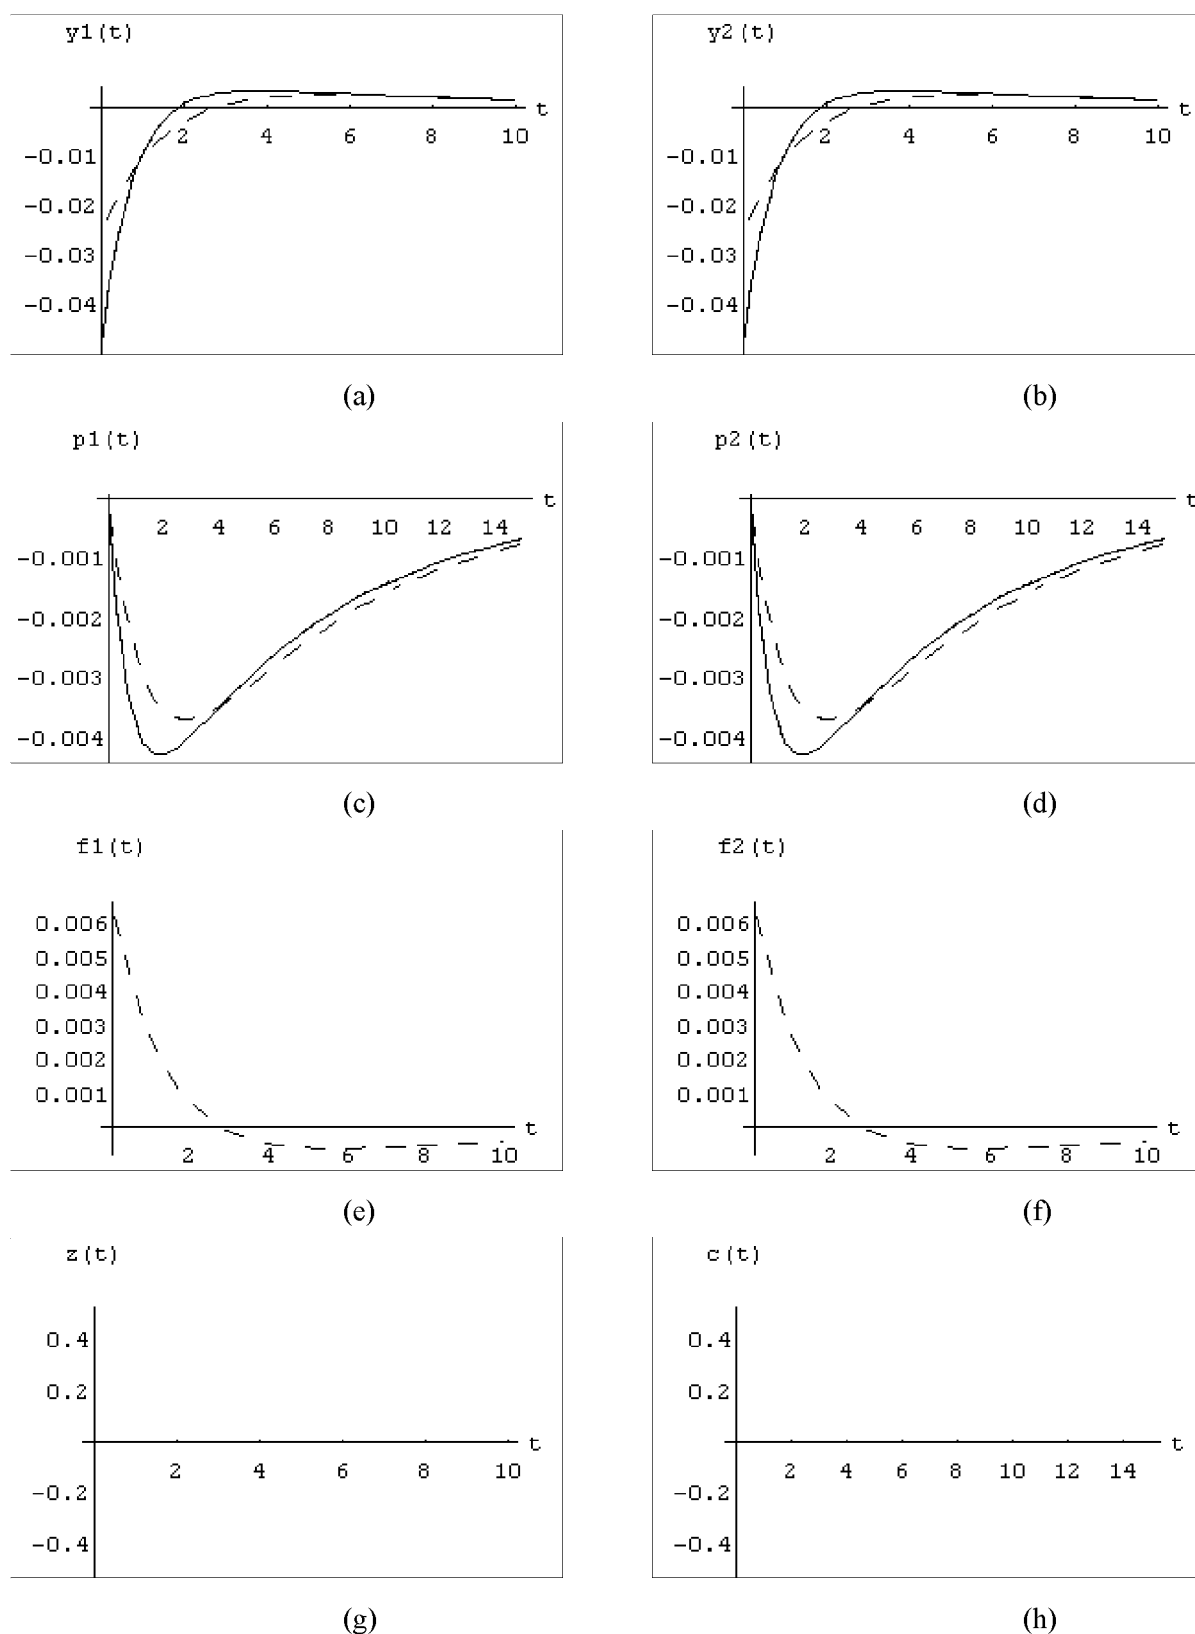 y1(t)
t
2 4 6 8 10
-0.01
-0.02
-0.03
-0.04
(a)
y2(t)
t
2 4 6 8 10
-0.01
-0.02
-0.03
-0.04
(b)
p1(t)
t
2 4 6 8 10 12 14
-0.001
-0.002
-0.003
-0.004
(c)
p2(t)
t
2 4 6 8 10 12 14
-0.001
-0.002
-0.003
-0.004
(d)
f1(t)
0.006
0.005
0.004
0.003
0.002
0.001
t
2 4 6 8 10
(e)
f2(t)
0.006
0.005
0.004
0.003
0.002
0.001
t
2 4 6 8 10
(f)
z(t)
0.4
0.2
t
2 4 6 8 10
-0.2
-0.4
(g)
c(t)
0.4
0.2
t
2 4 6 8 10 12 14
-0.2
-0.4
(h)